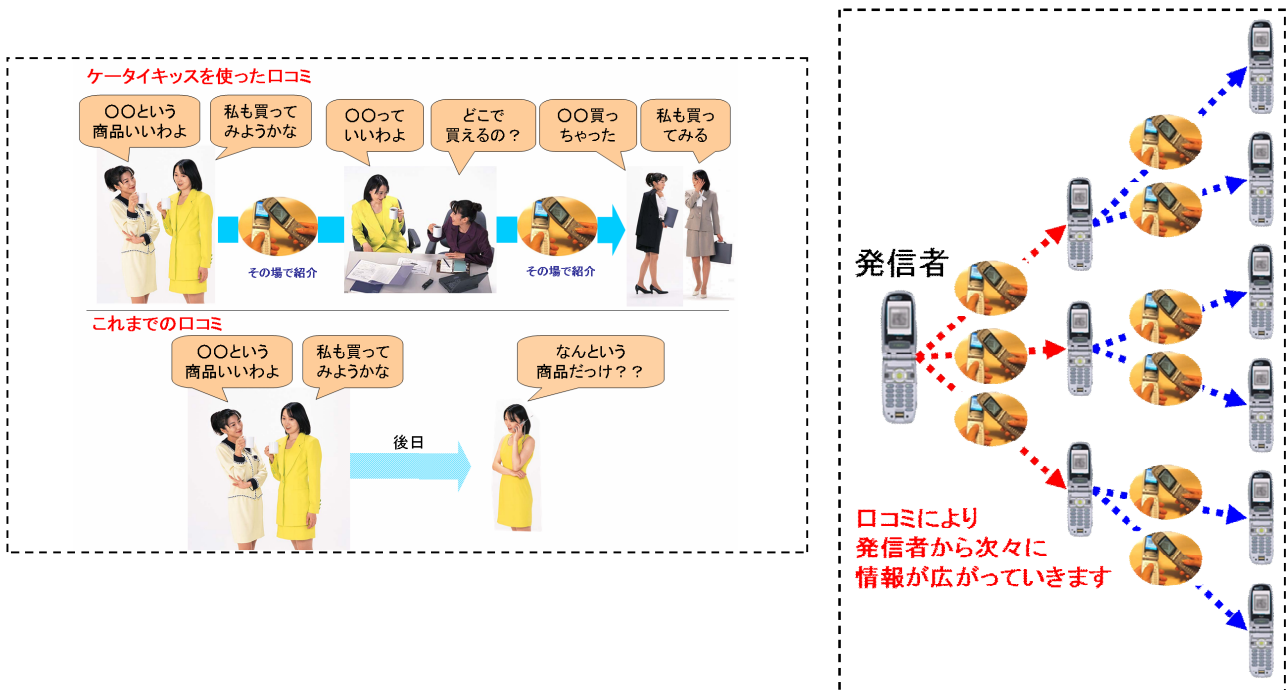 ケータイキッスを使った口コミ
〇〇という
商品いいわよ
私も買って
みようかな
〇〇って
いいわよ
どこで
買えるの？
〇〇買っ
ちゃった
私も買っ
てみる
その場で紹介
その場で紹介
これまでの口コミ
〇〇という
商品いいわよ
私も買って
みようかな
なんという
商品だっけ？？
後日
発信者
口コミにより
発信者から次々に
情報が広がっていきます